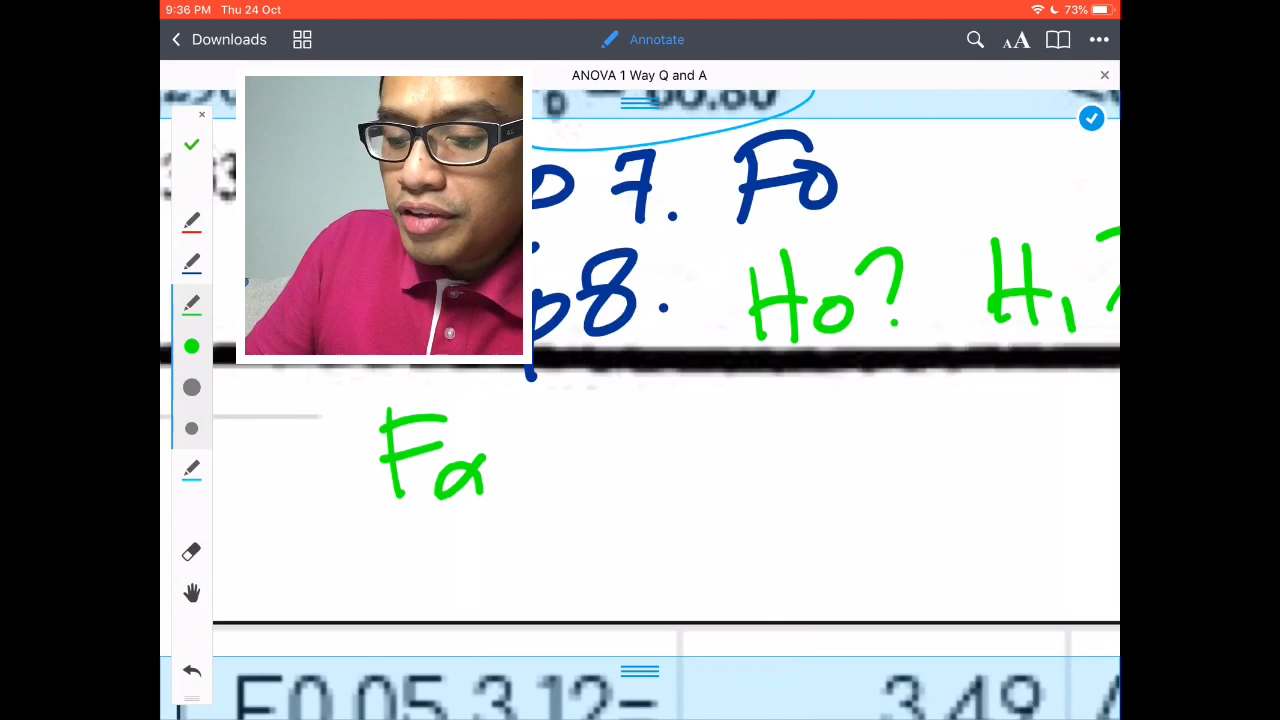 9:36 PM Thu 24 Oct 73%
Downloads Annotate AA
ANOVA 1 Way Q and A
7. Fo
8. Ho? H1?
Fα
F0.05,3,12= 3.49